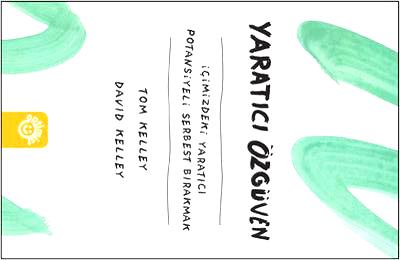 YARATICI ÖZGÜVEN
İÇİMİZDEKİ YARATICI
POTANSİYELİ SERBEST BIRAKMAK
TOM KELLEY
DAVID KELLEY